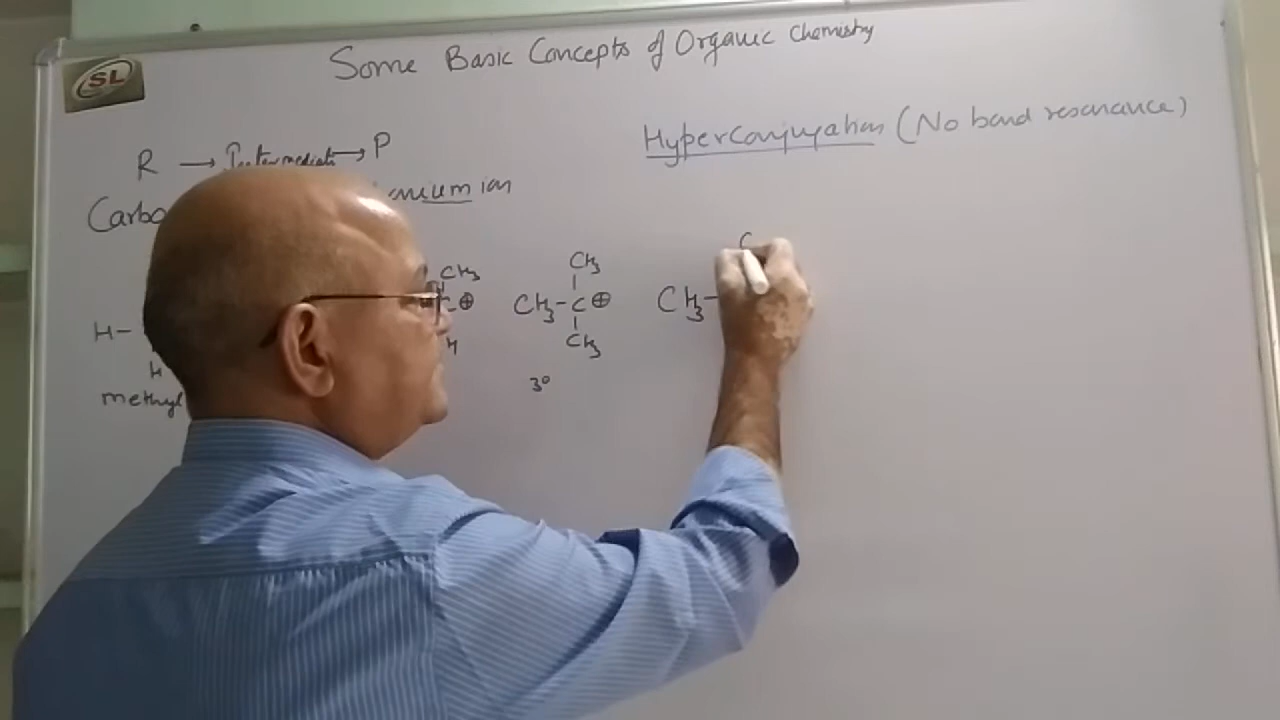 Some Basic Concepts of Organic Chemistry
SL
R → Intermediate → P
Hyperconjugation (No bond resonance)
Carbo
nium ion
CH3
C⊕
H
CH3
CH3-C⊕
CH3
3°
CH3-
C
H-
H
methyl